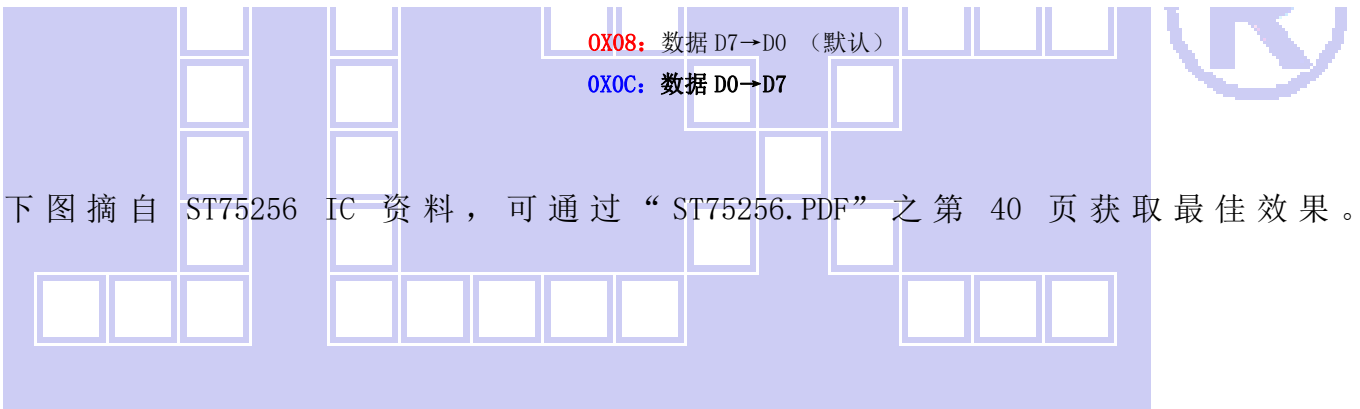 0X08：数据 D7→D0 （默认）
0X0C：数据 D0→D7
下图摘自 ST75256 IC 资料，可通过“ST75256.PDF”之第 40 页获取最佳效果。
R